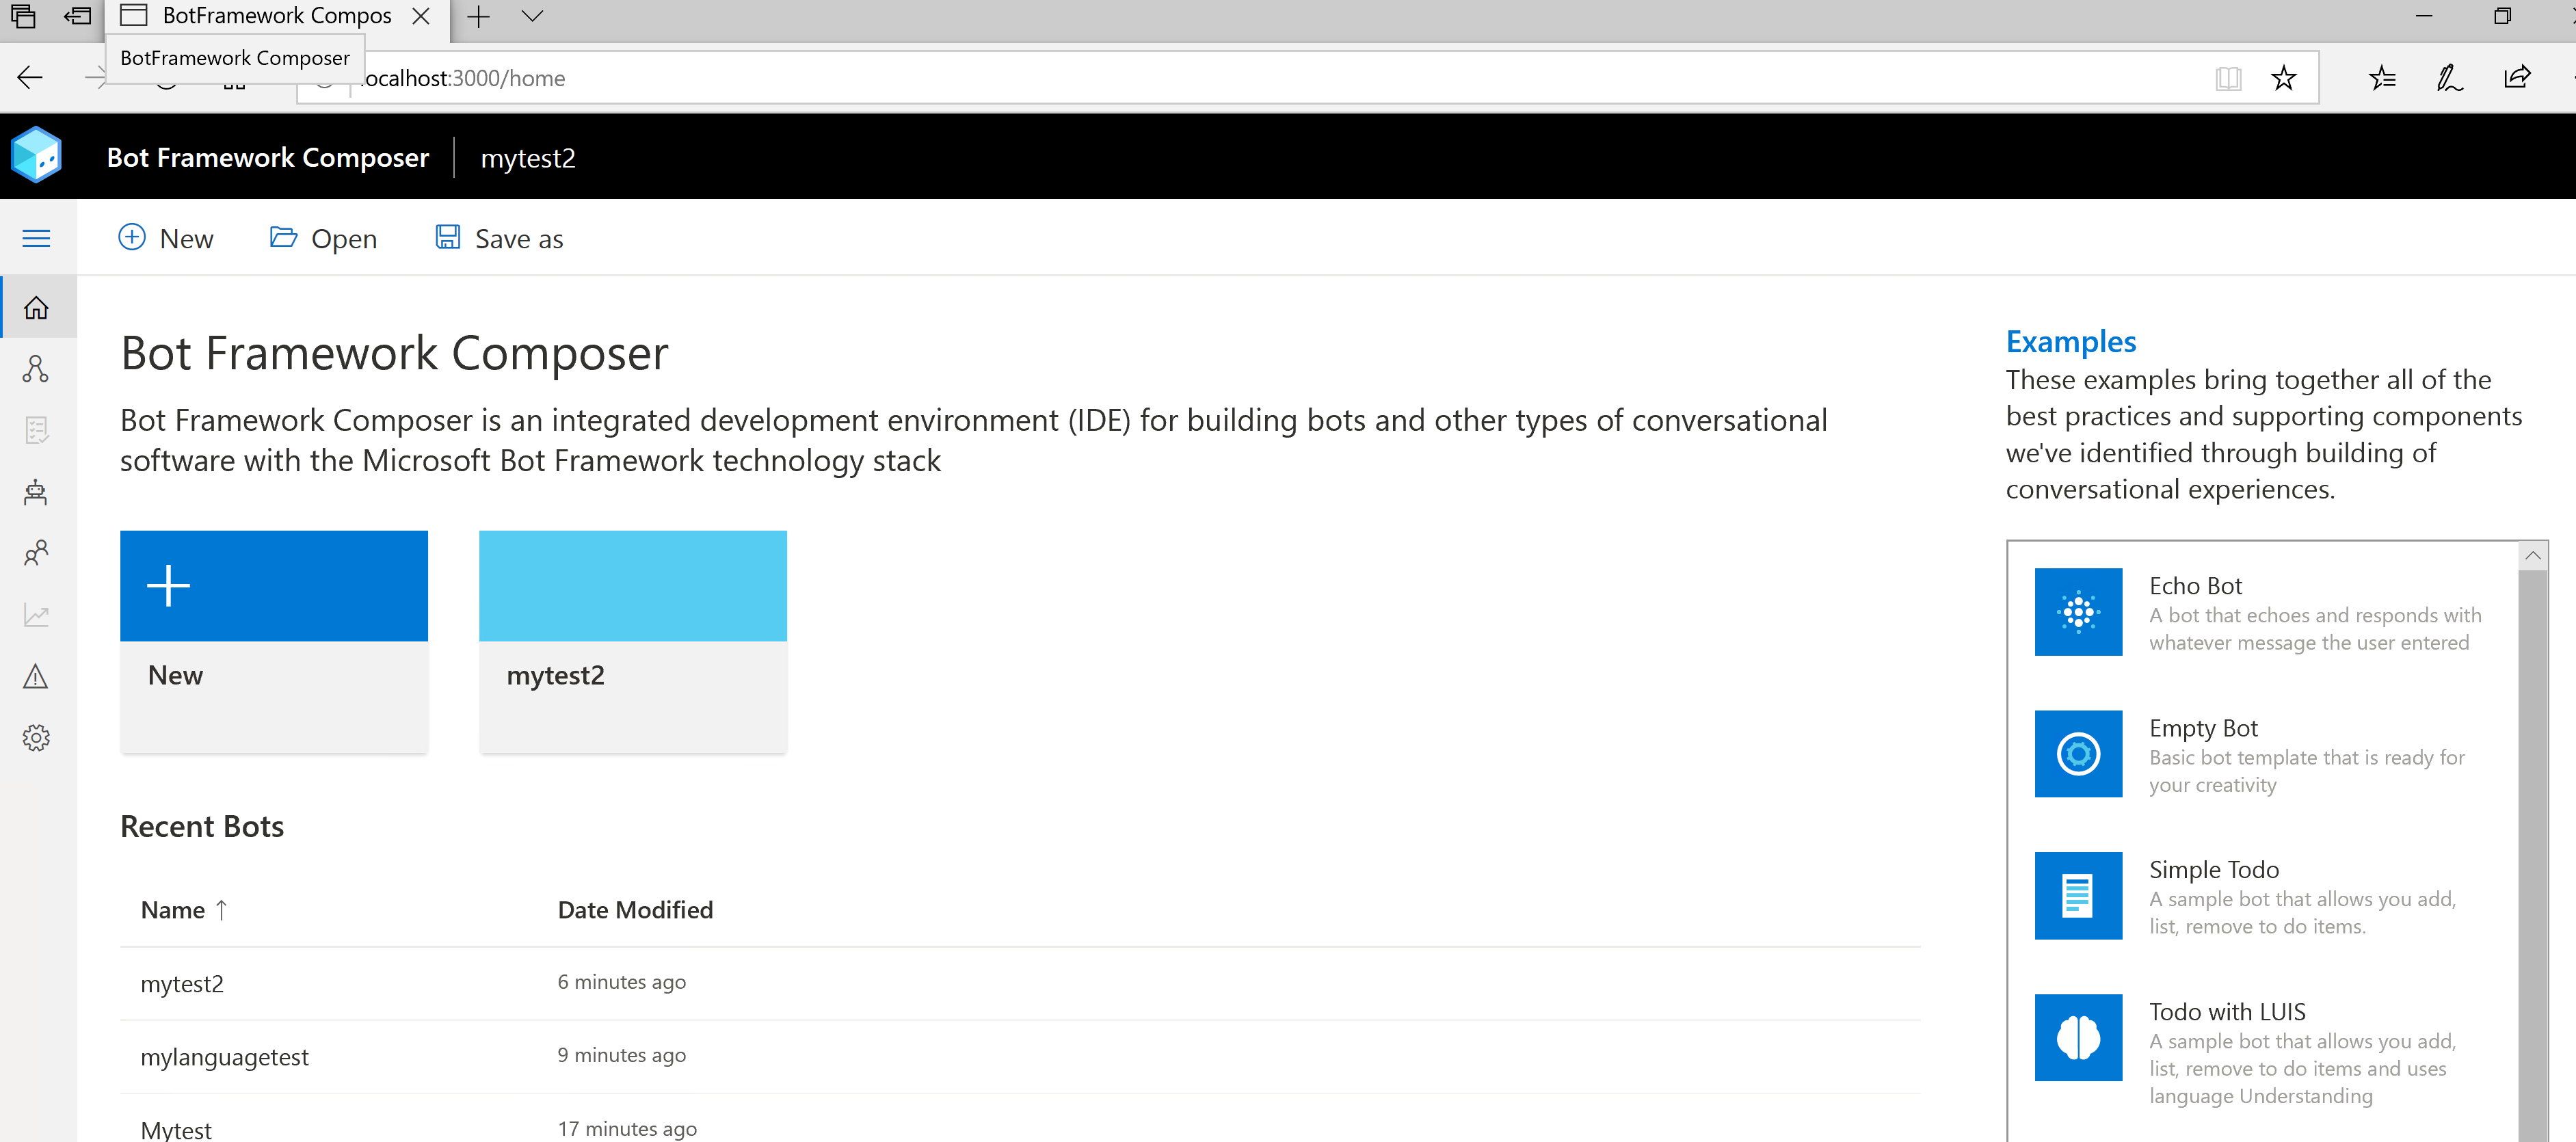 BotFramework Compos
BotFramework Composer
localhost:3000/home
Bot Framework Composer
mytest2
New
Open
Save as
Bot Framework Composer
Bot Framework Composer is an integrated development environment (IDE) for building bots and other types of conversational
software with the Microsoft Bot Framework technology stack
New
mytest2
Recent Bots
Name ↑
Date Modified
mytest2
6 minutes ago
mylanguagetest
9 minutes ago
Mytest
17 minutes ago
Examples
These examples bring together all of the
best practices and supporting components
we've identified through building of
conversational experiences.
Echo Bot
A bot that echoes and responds with
whatever message the user entered
Empty Bot
Basic bot template that is ready for
your creativity
Simple Todo
A sample bot that allows you add,
list, remove to do items.
Todo with LUIS
A sample bot that allows you add,
list, remove to do items and uses
language Understanding